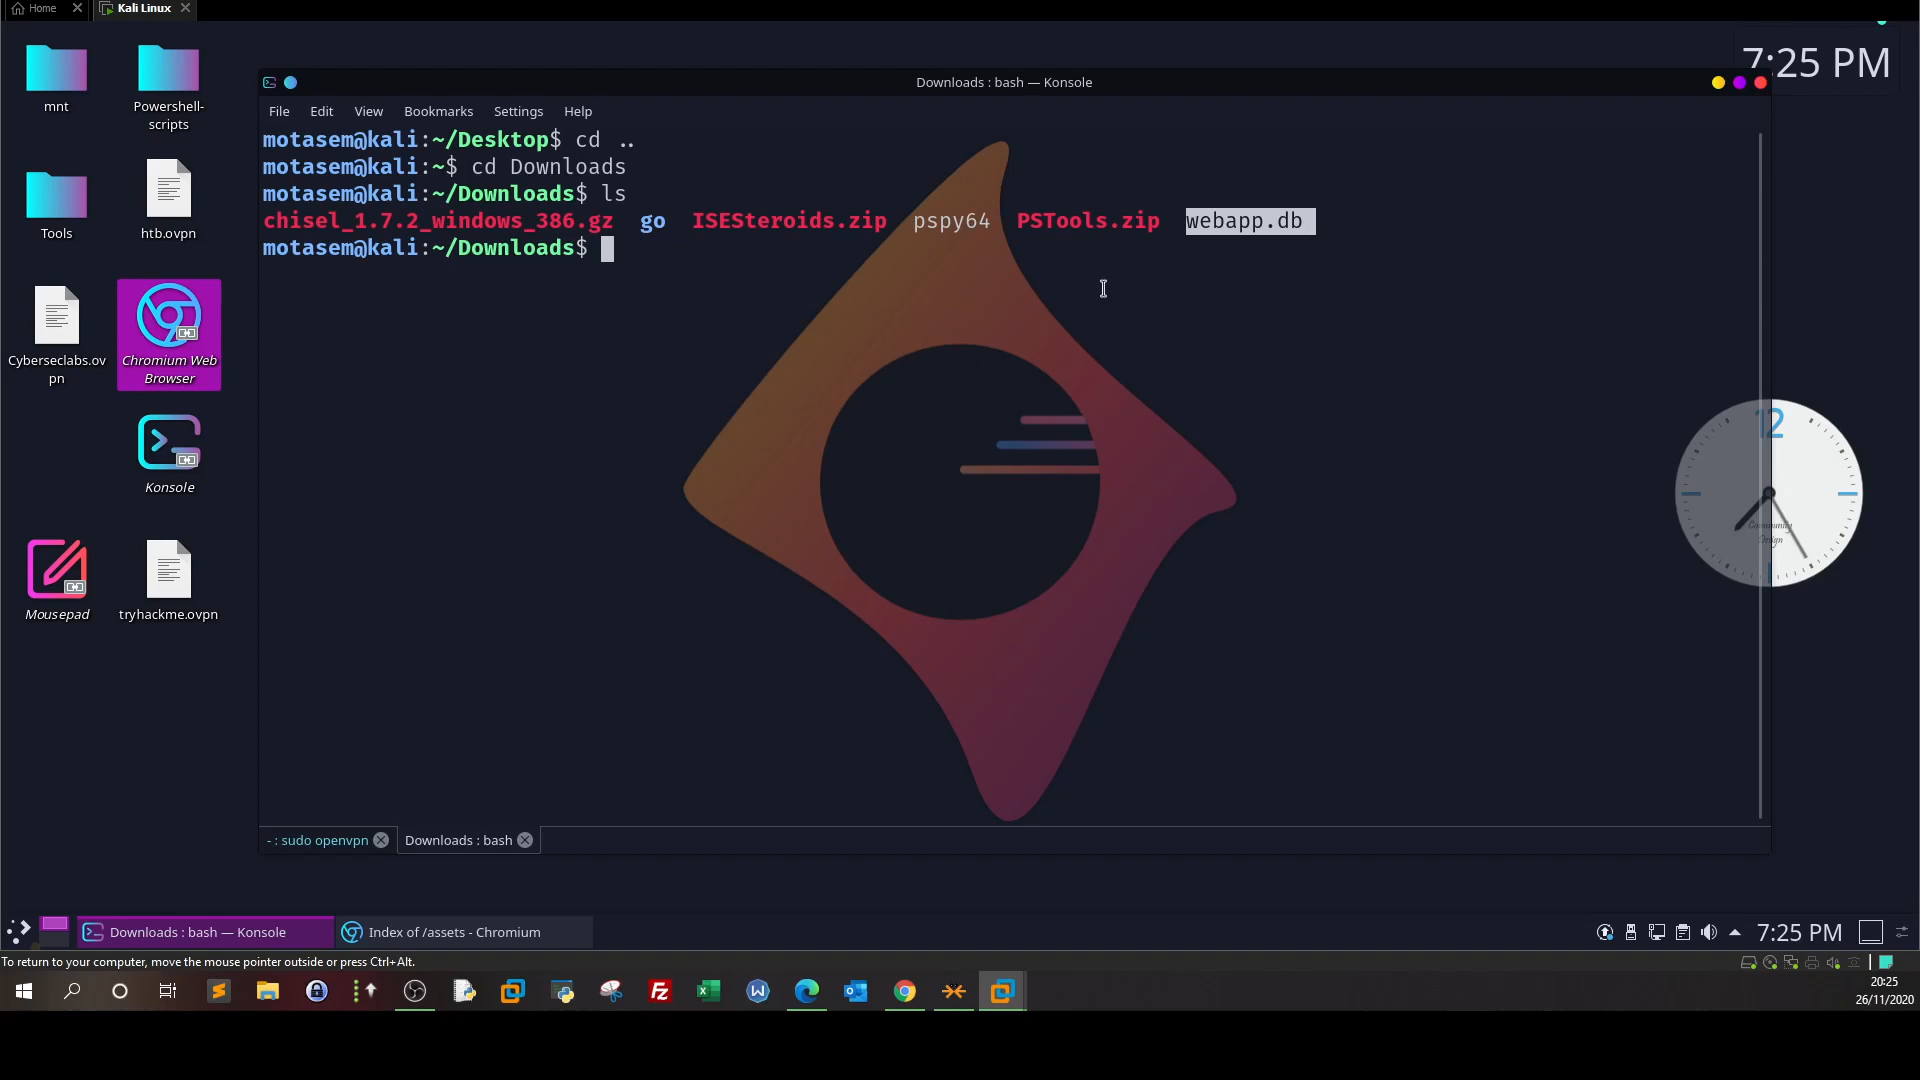 Home
Kali Linux
7:25 PM
mnt
Powershell-
scripts
Tools
htb.ovpn
Cyberseclabs.ov
pn
Chromium Web
Browser
Konsole
Mousepad
tryhackme.ovpn
Downloads : bash — Konsole
File Edit View Bookmarks Settings Help
motasem@kali:~/Desktop$ cd ..
motasem@kali:~$ cd Downloads
motasem@kali:~/Downloads$ ls
chisel_1.7.2_windows_386.gz go ISESteroids.zip pspy64 PSTools.zip webapp.db
motasem@kali:~/Downloads$
12
Community
Design
- : sudo openvpn
Downloads : bash
Downloads : bash — Konsole
Index of /assets - Chromium
7:25 PM
To return to your computer, move the mouse pointer outside or press Ctrl+Alt.
20:25
26/11/2020